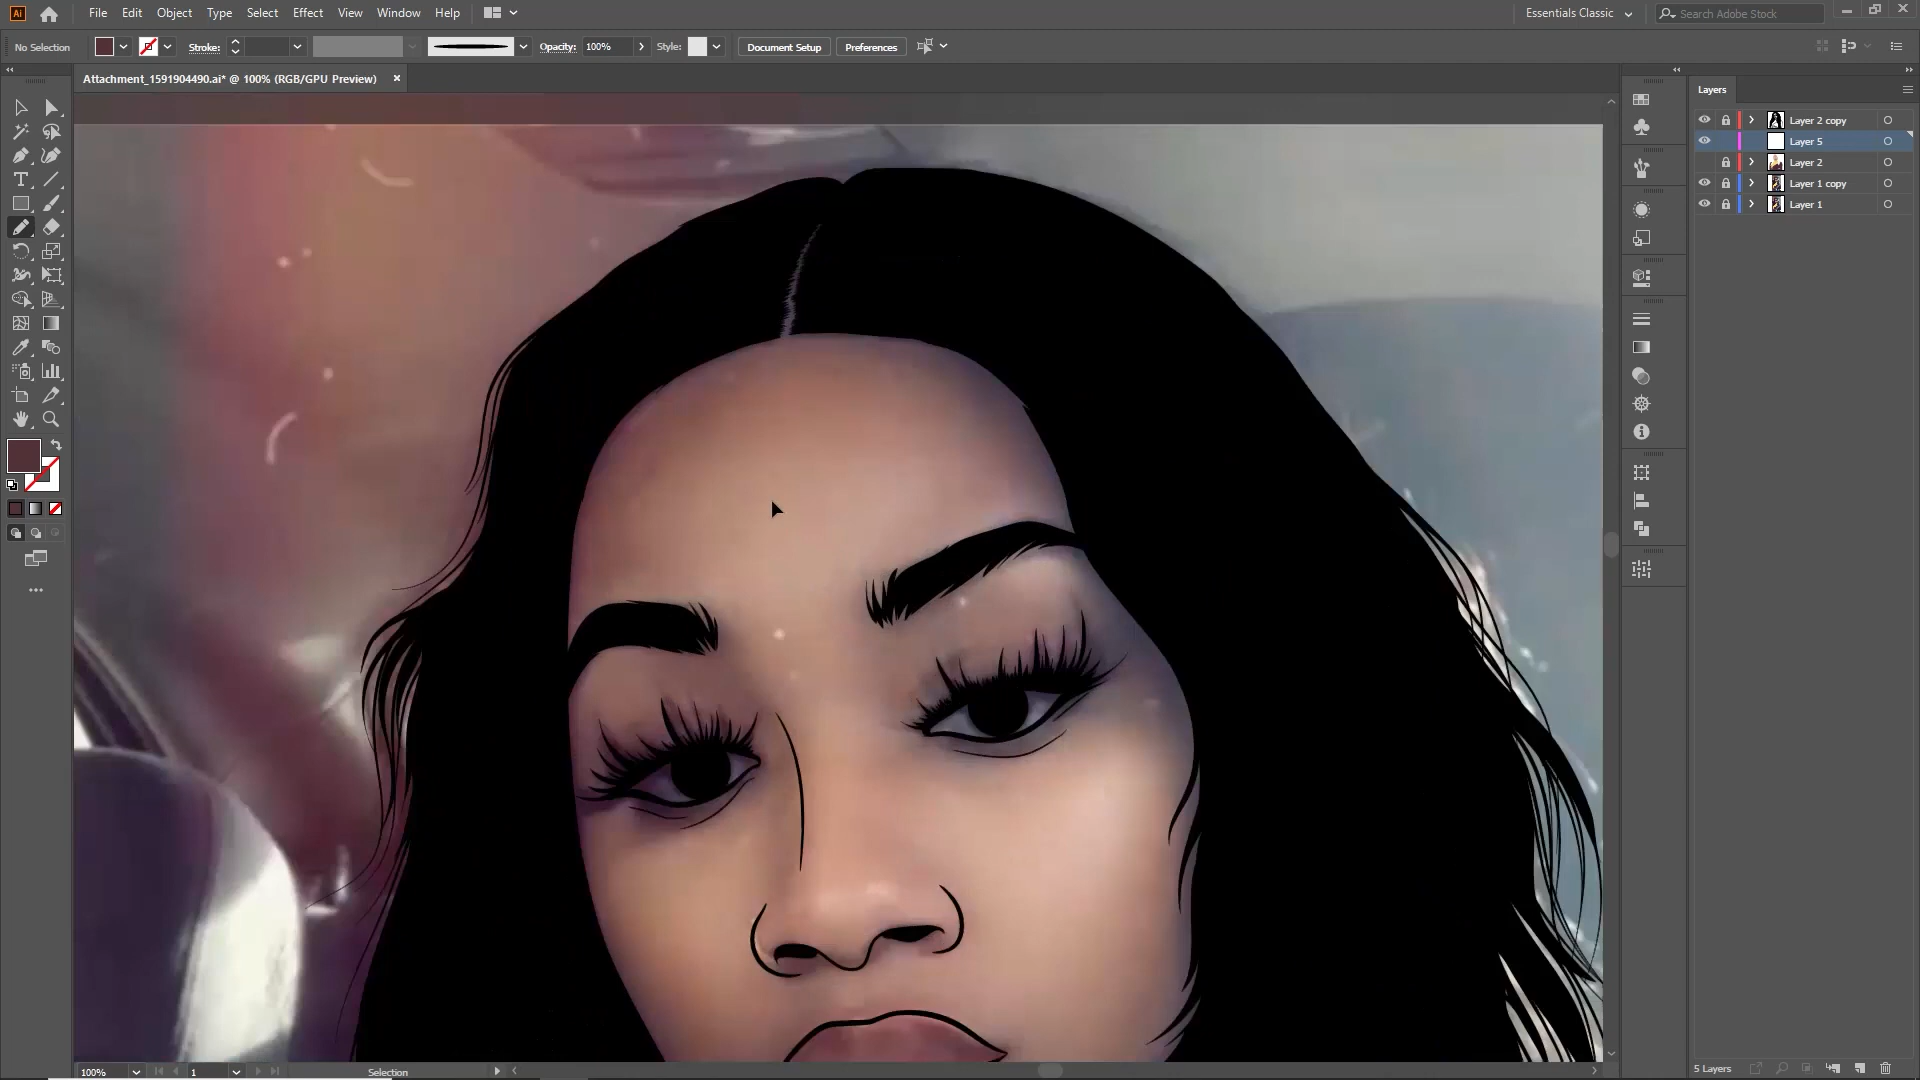 Ai File Edit Object Type Select Effect View Window Help Essentials Classic Search Adobe Stock
No Selection Stroke: Opacity: 100% Style: Document Setup Preferences
Attachment_1591904490.ai* @ 100% (RGB/GPU Preview) ×
Layers
Layer 2 copy
Layer 5
Layer 2
Layer 1 copy
Layer 1
100% 1 Selection 5 Layers